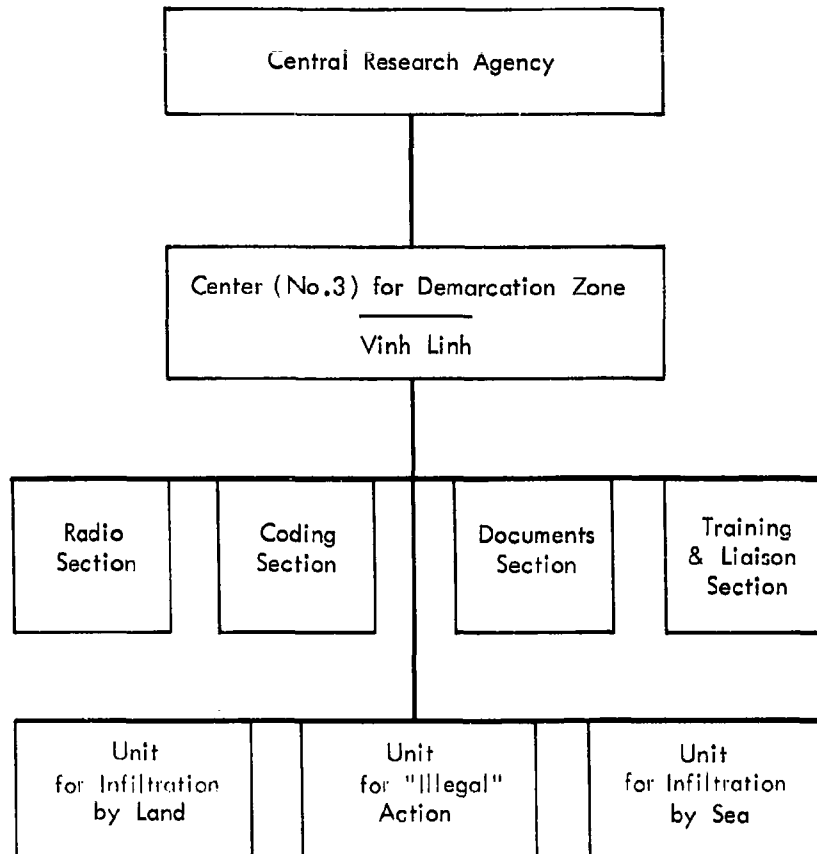 Central Research Agency
Center (No.3) for Demarcation Zone
Vinh Linh
Radio
Section
Coding
Section
Documents
Section
Training
& Liaison
Section
Unit
for Infiltration
by Land
Unit
for "Illegal"
Action
Unit
for Infiltration
by Sea